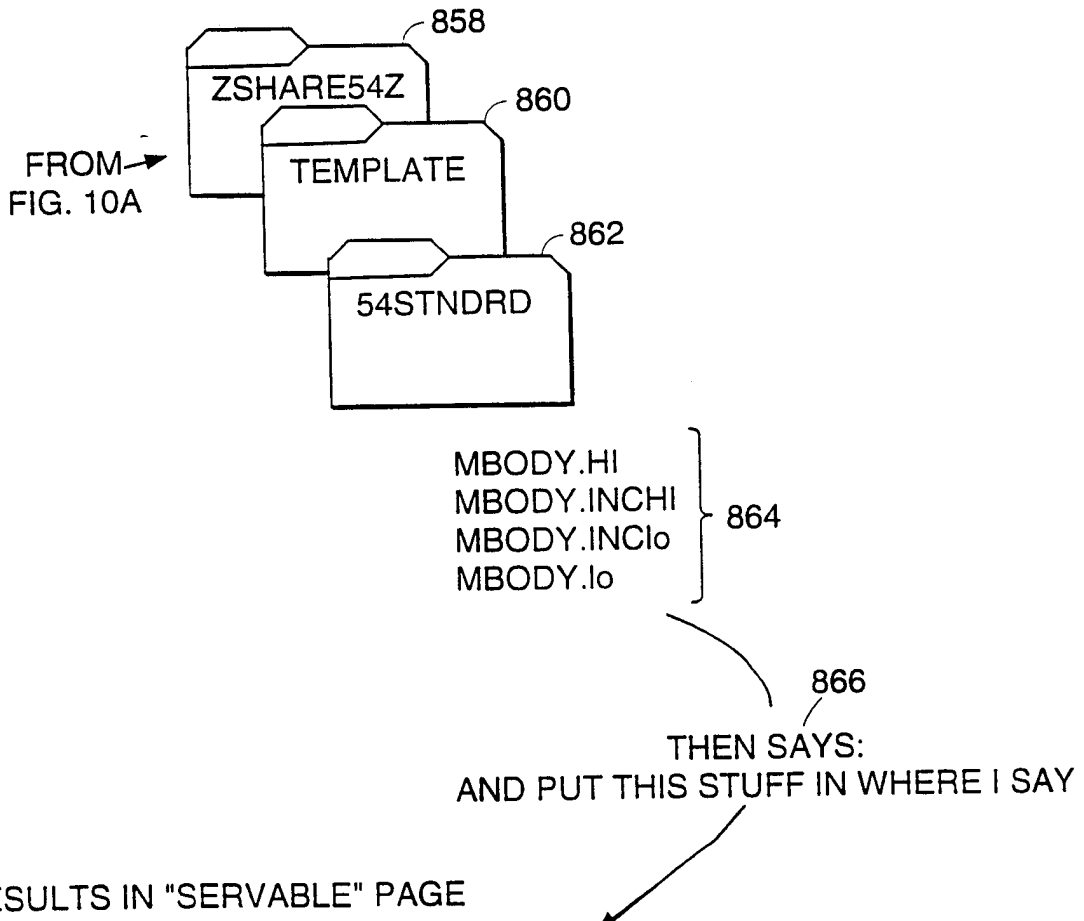 858
ZSHARE54Z
860
FROM
FIG. 10A
TEMPLATE
862
54STNDRD
MBODY.HI
MBODY.INCHI
MBODY.INClo
MBODY.lo
864
866
THEN SAYS:
AND PUT THIS STUFF IN WHERE I SAY
ESULTS IN "SERVABLE" PAGE